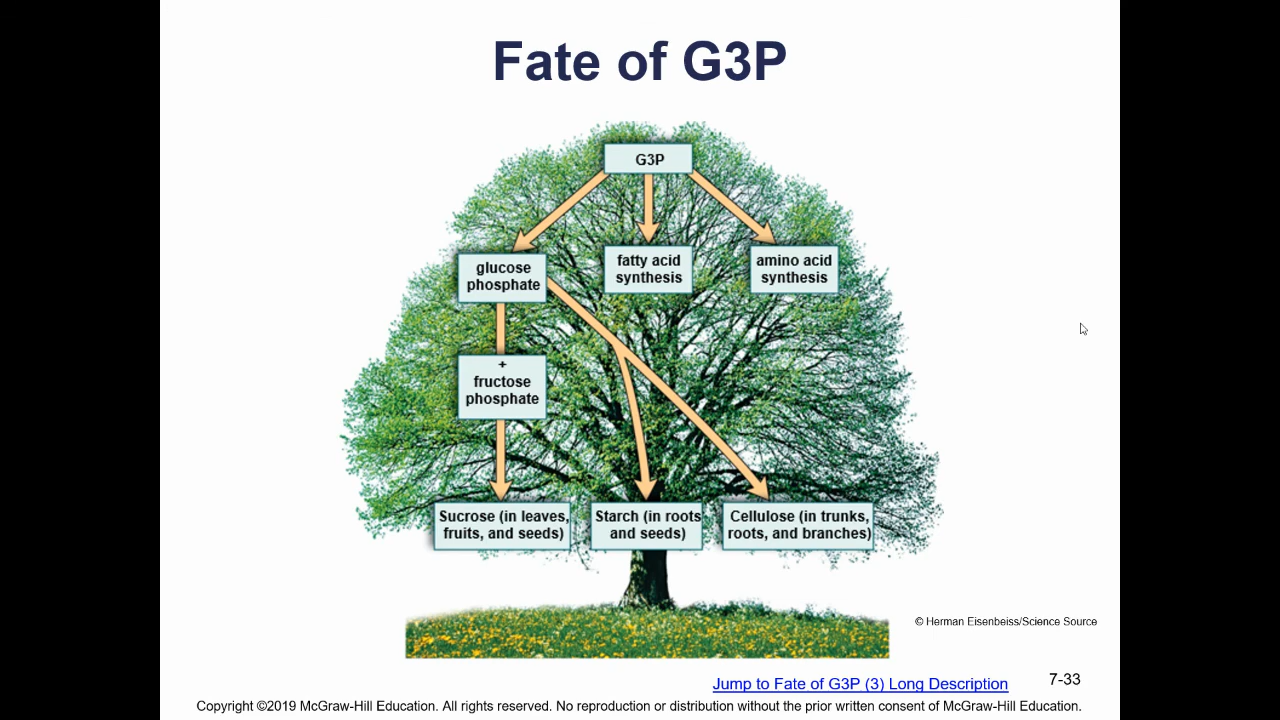 Fate of G3P
G3P
glucose
phosphate
fatty acid
synthesis
amino acid
synthesis
+
fructose
phosphate
Sucrose (in leaves,
fruits, and seeds)
Starch (in roots
and seeds)
Cellulose (in trunks,
roots, and branches)
© Herman Eisenbeiss/Science Source
Jump to Fate of G3P (3) Long Description
7-33
Copyright ©2019 McGraw-Hill Education. All rights reserved. No reproduction or distribution without the prior written consent of McGraw-Hill Education.